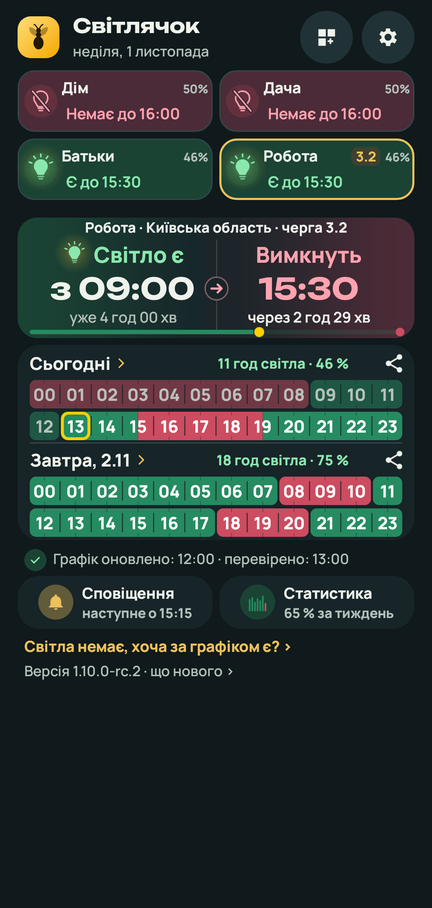 Світлячок
неділя, 1 листопада
Дім 50%
Немає до 16:00
Дача 50%
Немає до 16:00
Батьки 46%
Є до 15:30
Робота 3.2 46%
Є до 15:30
Робота · Київська область · черга 3.2
Світло є
з 09:00
уже 4 год 00 хв
Вимкнуть
15:30
через 2 год 29 хв
Сьогодні > 11 год світла · 46 %
00 01 02 03 04 05 06 07 08 09 10 11
12 13 14 15 16 17 18 19 20 21 22 23
Завтра, 2.11 > 18 год світла · 75 %
00 01 02 03 04 05 06 07 08 09 10 11
12 13 14 15 16 17 18 19 20 21 22 23
Графік оновлено: 12:00 · перевірено: 13:00
Сповіщення
наступне о 15:15
Статистика
65 % за тиждень
Світла немає, хоча за графіком є? >
Версія 1.10.0-rc.2 · що нового >